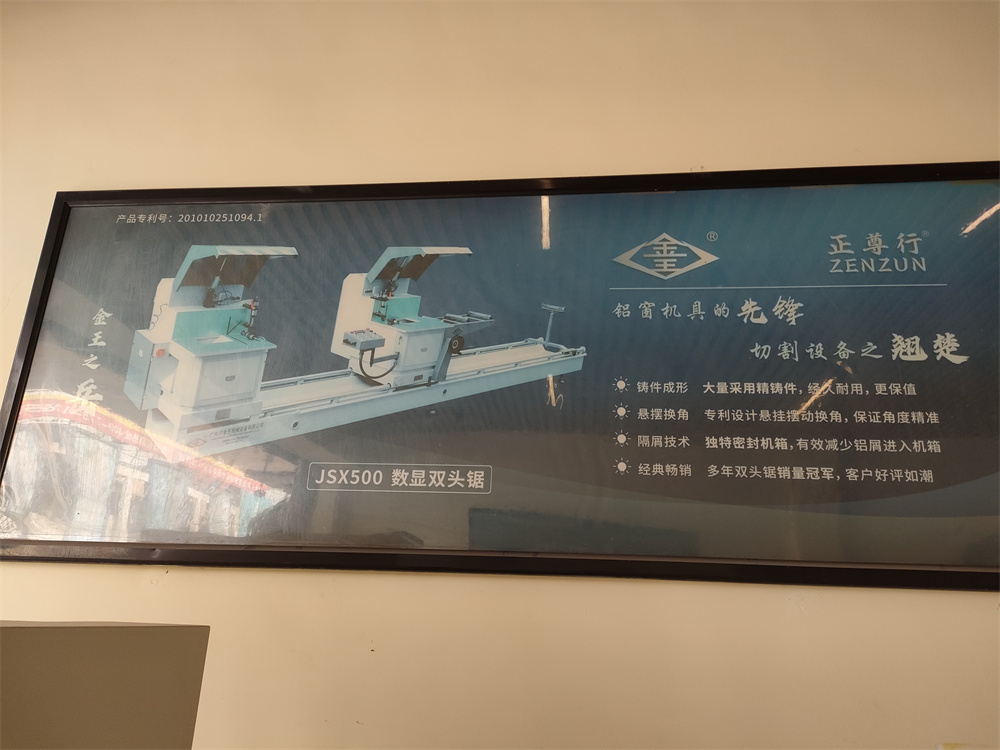 产品专利号：201010251094.1
金王之
JSX500 数显双头锯
金王®
正尊行®
ZENZUN
铝窗机具的先锋
切割设备之翘楚
铸件成形 大量采用精铸件，经久耐用，更保值
悬摆换角 专利设计悬挂摆动换角，保证角度精准
隔屑技术 独特密封机箱，有效减少铝屑进入机箱
经典畅销 多年双头锯销量冠军，客户好评如潮